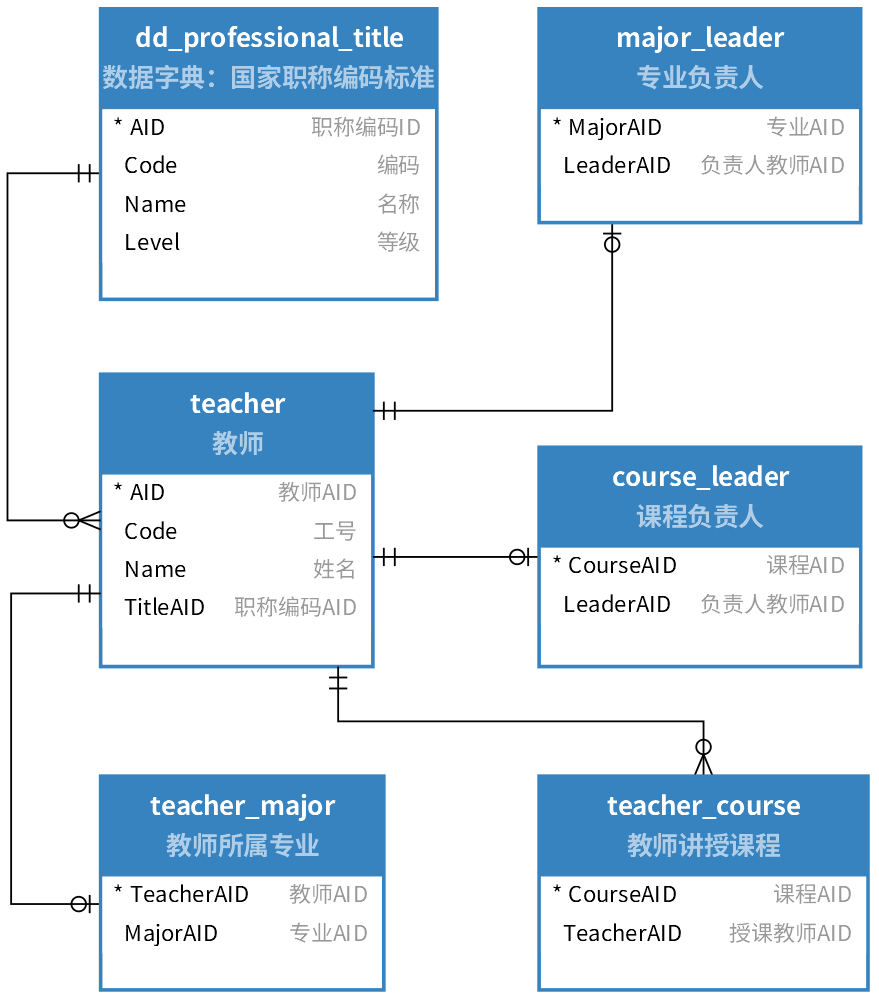 dd_professional_title
数据字典：国家职称编码标准
* AID 职称编码ID
Code 编码
Name 名称
Level 等级
major_leader
专业负责人
* MajorAID 专业AID
LeaderAID 负责人教师AID
teacher
教师
* AID 教师AID
Code 工号
Name 姓名
TitleAID 职称编码AID
course_leader
课程负责人
* CourseAID 课程AID
LeaderAID 负责人教师AID
teacher_major
教师所属专业
* TeacherAID 教师AID
MajorAID 专业AID
teacher_course
教师讲授课程
* CourseAID 课程AID
TeacherAID 授课教师AID